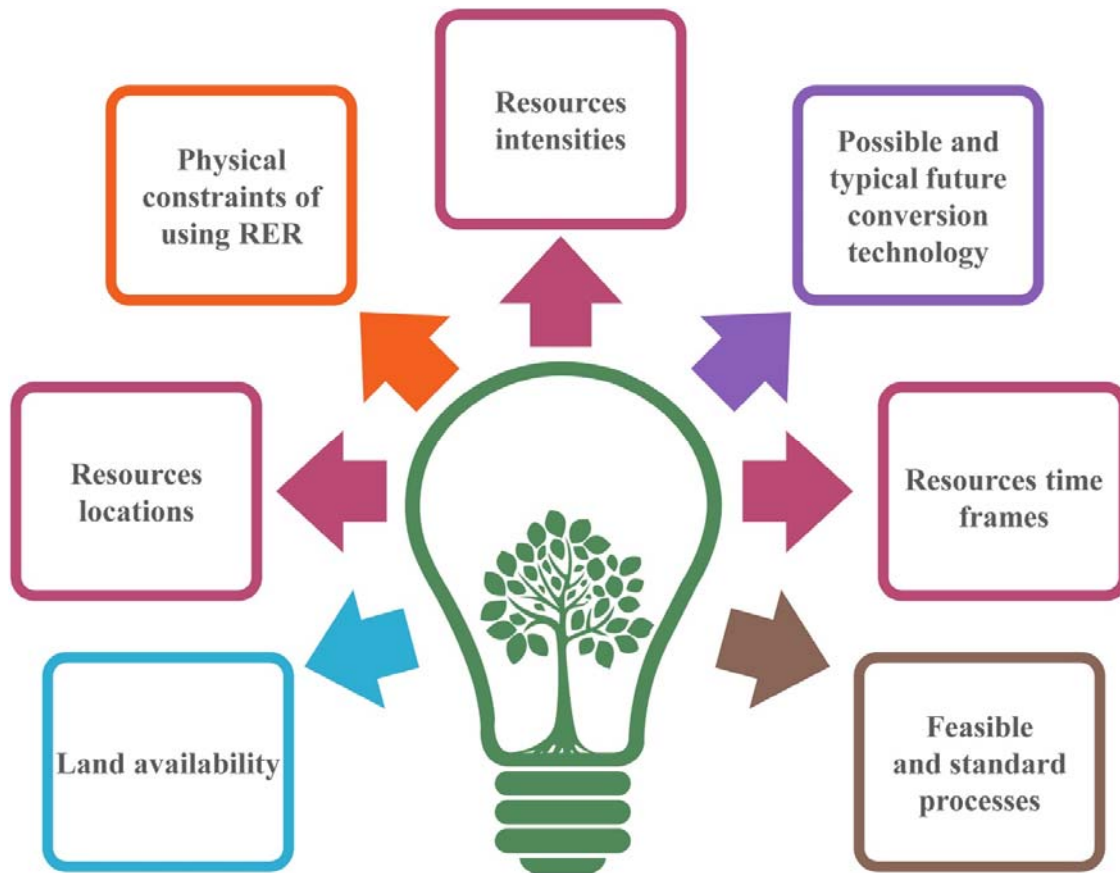 Resources
intensities
Physical
constraints of
using RER
Possible and
typical future
conversion
technology
Resources
locations
Resources time
frames
Land availability
Feasible
and standard
processes